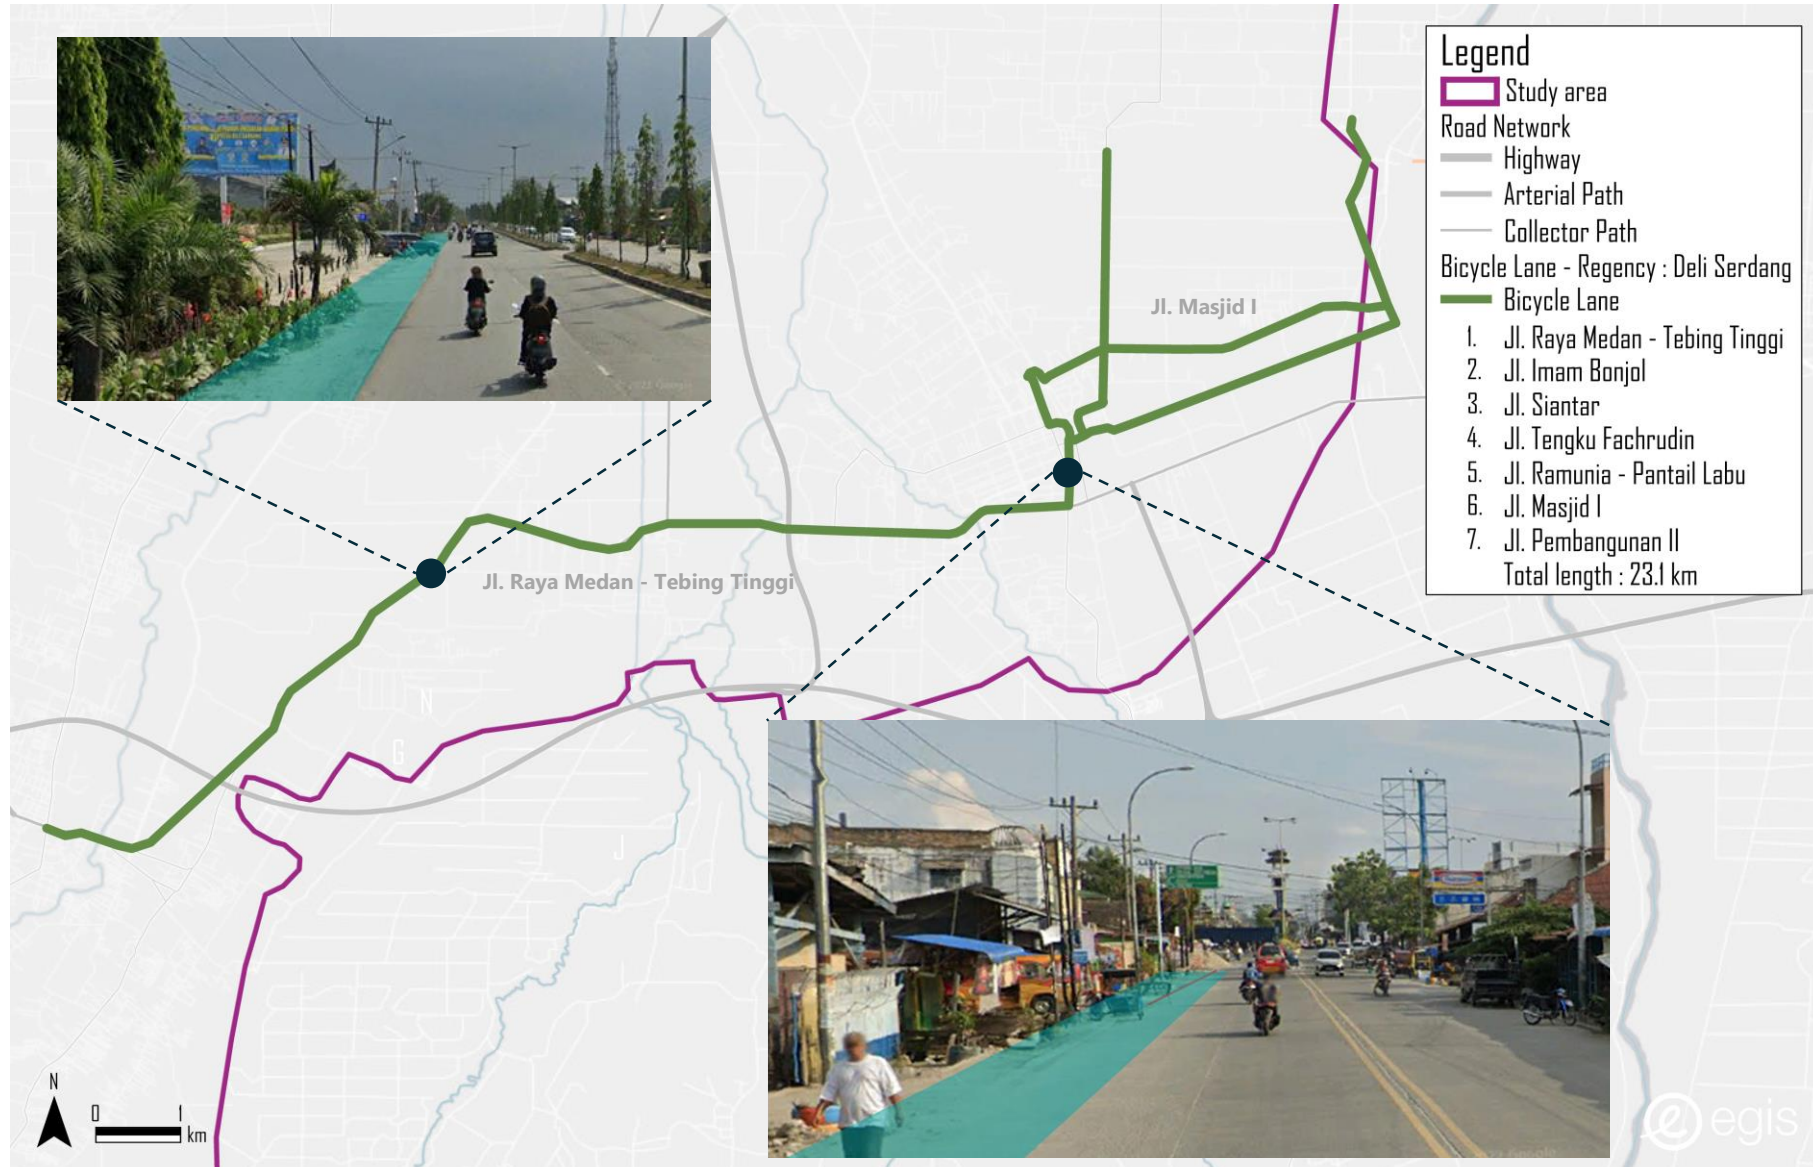 Legend
Study area
Road Network
Highway
Arterial Path
Collector Path
Bicycle Lane - Regency : Deli Serdang
Bicycle Lane
1. Jl. Raya Medan - Tebing Tinggi
2. Jl. Imam Bonjol
3. Jl. Siantar
4. Jl. Tengku Fachrudin
5. Jl. Ramunia - Pantail Labu
6. Jl. Masjid I
7. Jl. Pembangunan II
Total length : 23.1 km
Jl. Masjid I
Jl. Raya Medan - Tebing Tinggi
N
G
J
N
0 1
km
egis